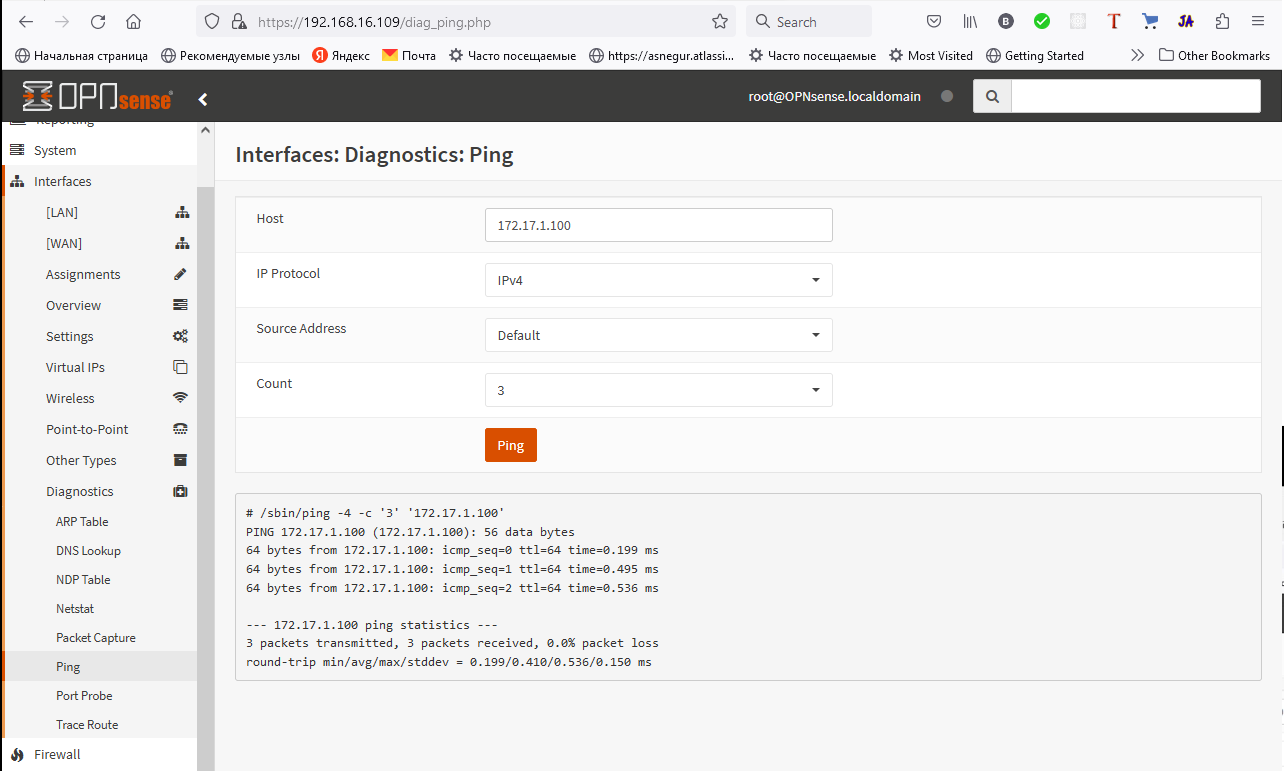 https://192.168.16.109/diag_ping.php
Search
Начальная страница
Рекомендуемые узлы
Яндекс
Почта
Часто посещаемые
https://asnegur.atlassi...
Часто посещаемые
Most Visited
Getting Started
Other Bookmarks
OPNsense
root@OPNsense.localdomain
Reporting
System
Interfaces
[LAN]
[WAN]
Assignments
Overview
Settings
Virtual IPs
Wireless
Point-to-Point
Other Types
Diagnostics
ARP Table
DNS Lookup
NDP Table
Netstat
Packet Capture
Ping
Port Probe
Trace Route
Firewall
Interfaces: Diagnostics: Ping
Host
172.17.1.100
IP Protocol
IPv4
Source Address
Default
Count
3
Ping
# /sbin/ping -4 -c '3' '172.17.1.100'
PING 172.17.1.100 (172.17.1.100): 56 data bytes
64 bytes from 172.17.1.100: icmp_seq=0 ttl=64 time=0.199 ms
64 bytes from 172.17.1.100: icmp_seq=1 ttl=64 time=0.495 ms
64 bytes from 172.17.1.100: icmp_seq=2 ttl=64 time=0.536 ms
--- 172.17.1.100 ping statistics ---
3 packets transmitted, 3 packets received, 0.0% packet loss
round-trip min/avg/max/stddev = 0.199/0.410/0.536/0.150 ms